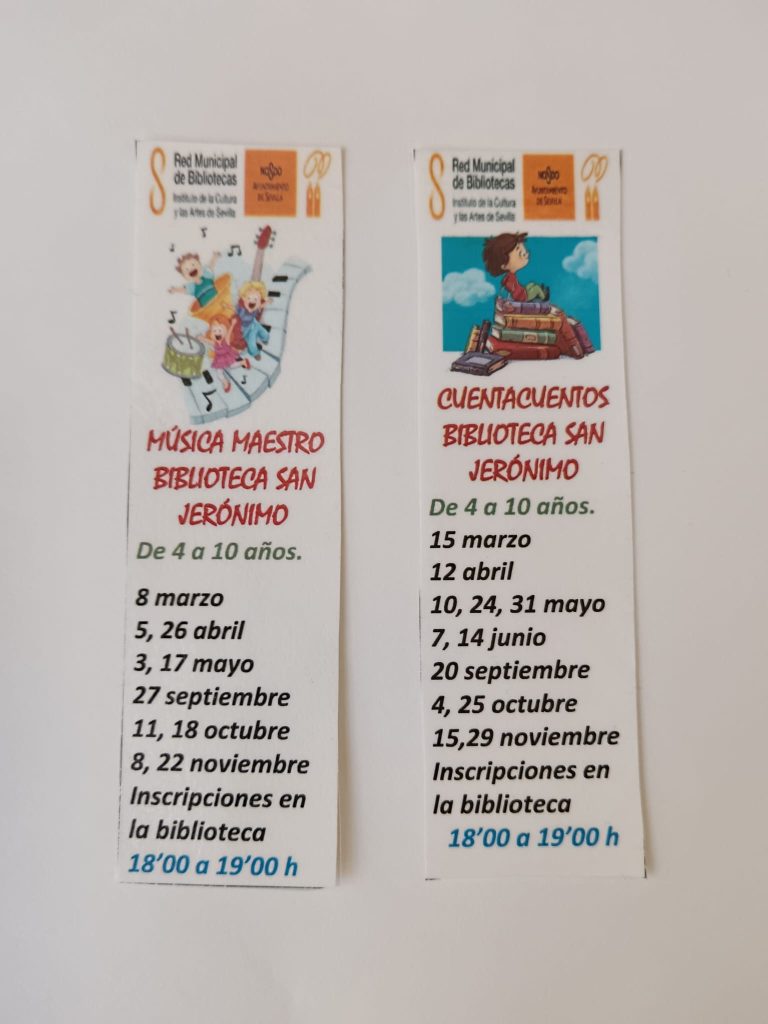 Red Municipal
de Bibliotecas
Instituto de la Cultura
y las Artes de Sevilla
NO8DO
AYUNTAMIENTO
DE SEVILLA
MÚSICA MAESTRO
BIBLIOTECA SAN
JERÓNIMO
De 4 a 10 años.
8 marzo
5, 26 abril
3, 17 mayo
27 septiembre
11, 18 octubre
8, 22 noviembre
Inscripciones en
la biblioteca
18’00 a 19’00 h
Red Municipal
de Bibliotecas
Instituto de la Cultura
y las Artes de Sevilla
NO8DO
AYUNTAMIENTO
DE SEVILLA
CUENTACUENTOS
BIBLIOTECA SAN
JERÓNIMO
De 4 a 10 años.
15 marzo
12 abril
10, 24, 31 mayo
7, 14 junio
20 septiembre
4, 25 octubre
15,29 noviembre
Inscripciones en
la biblioteca
18’00 a 19’00 h